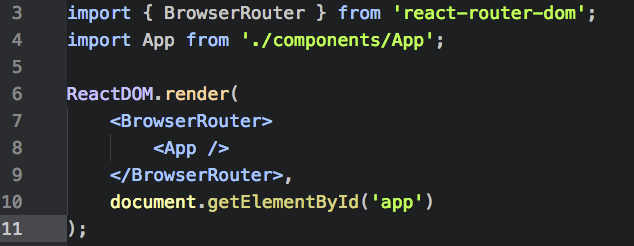 3 import { BrowserRouter } from 'react-router-dom';
4 import App from './components/App';
5
6 ReactDOM.render(
7     <BrowserRouter>
8         <App />
9     </BrowserRouter>,
10     document.getElementById('app')
11 );